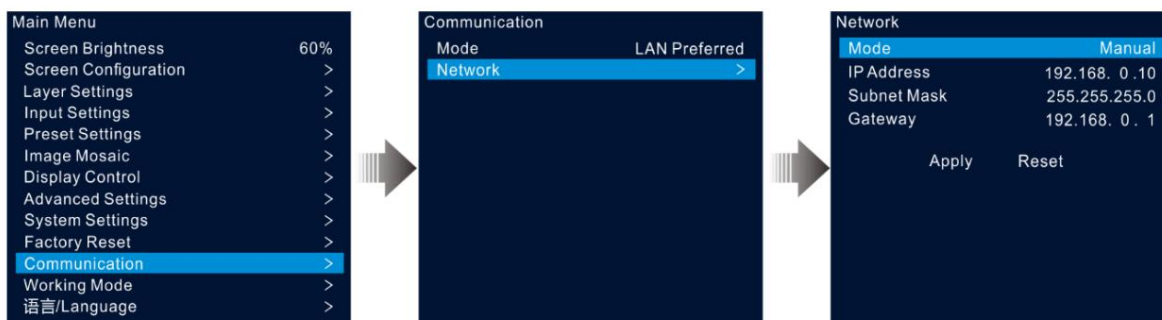 Main Menu
Screen Brightness 60%
Screen Configuration >
Layer Settings >
Input Settings >
Preset Settings >
Image Mosaic >
Display Control >
Advanced Settings >
System Settings >
Factory Reset >
Communication >
Working Mode >
语言/Language >
Communication
Mode LAN Preferred
Network >
Network
Mode Manual
IP Address 192.168. 0 .10
Subnet Mask 255.255.255.0
Gateway 192.168. 0 . 1
Apply Reset